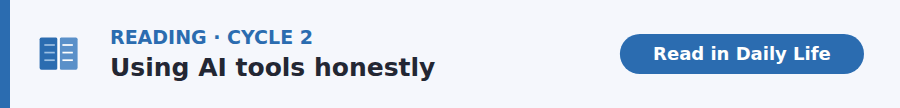 READING · CYCLE 2
Using AI tools honestly
Read in Daily Life